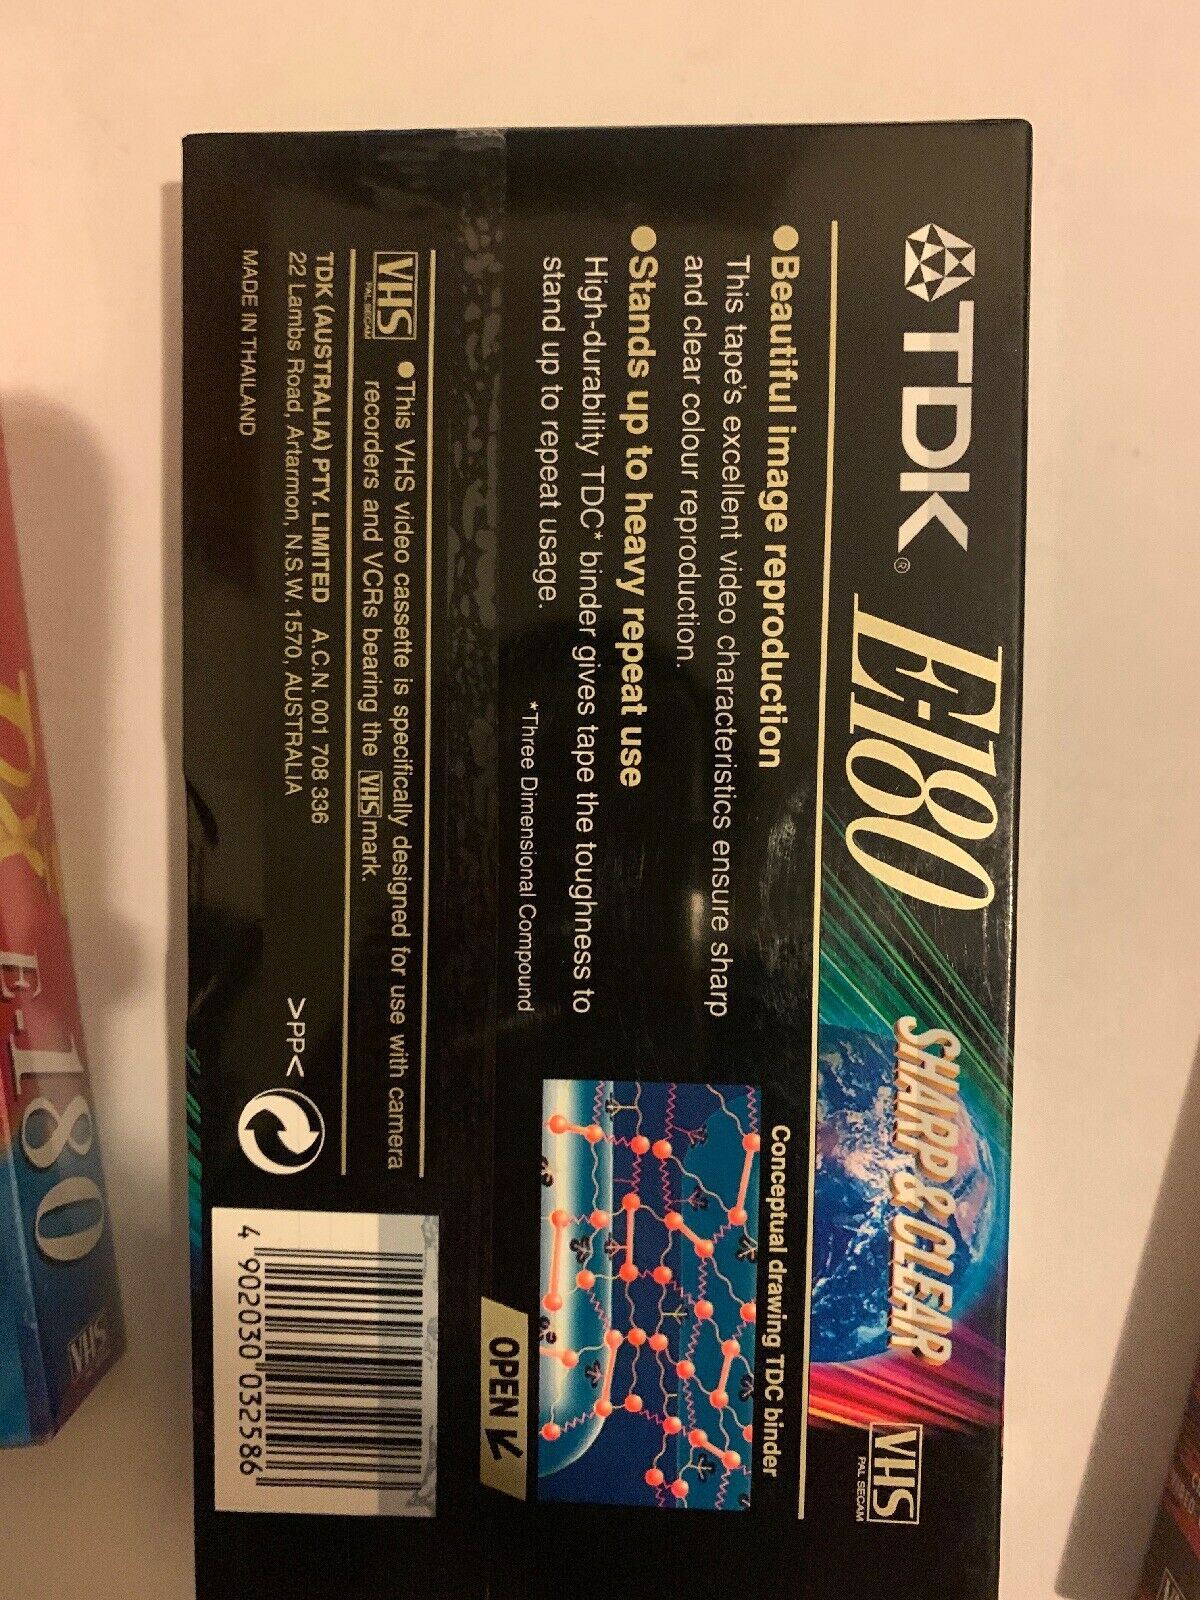 TDK® E-180 SHARP & CLEAR VHS
PAL SECAM
●Beautiful image reproduction
This tape's excellent video characteristics ensure sharp
and clear colour reproduction.
●Stands up to heavy repeat use
High-durability TDC* binder gives tape the toughness to
stand up to repeat usage.
*Three Dimensional Compound
Conceptual drawing TDC binder
OPEN
VHS
PAL SECAM
●This VHS video cassette is specifically designed for use with camera
recorders and VCRs bearing the VHS mark.
TDK (AUSTRALIA) PTY. LIMITED A.C.N. 001 708 336
22 Lambs Road, Artarmon, N.S.W. 1570, AUSTRALIA
MADE IN THAILAND
>PP<
4 902030 032586
E180
VHS